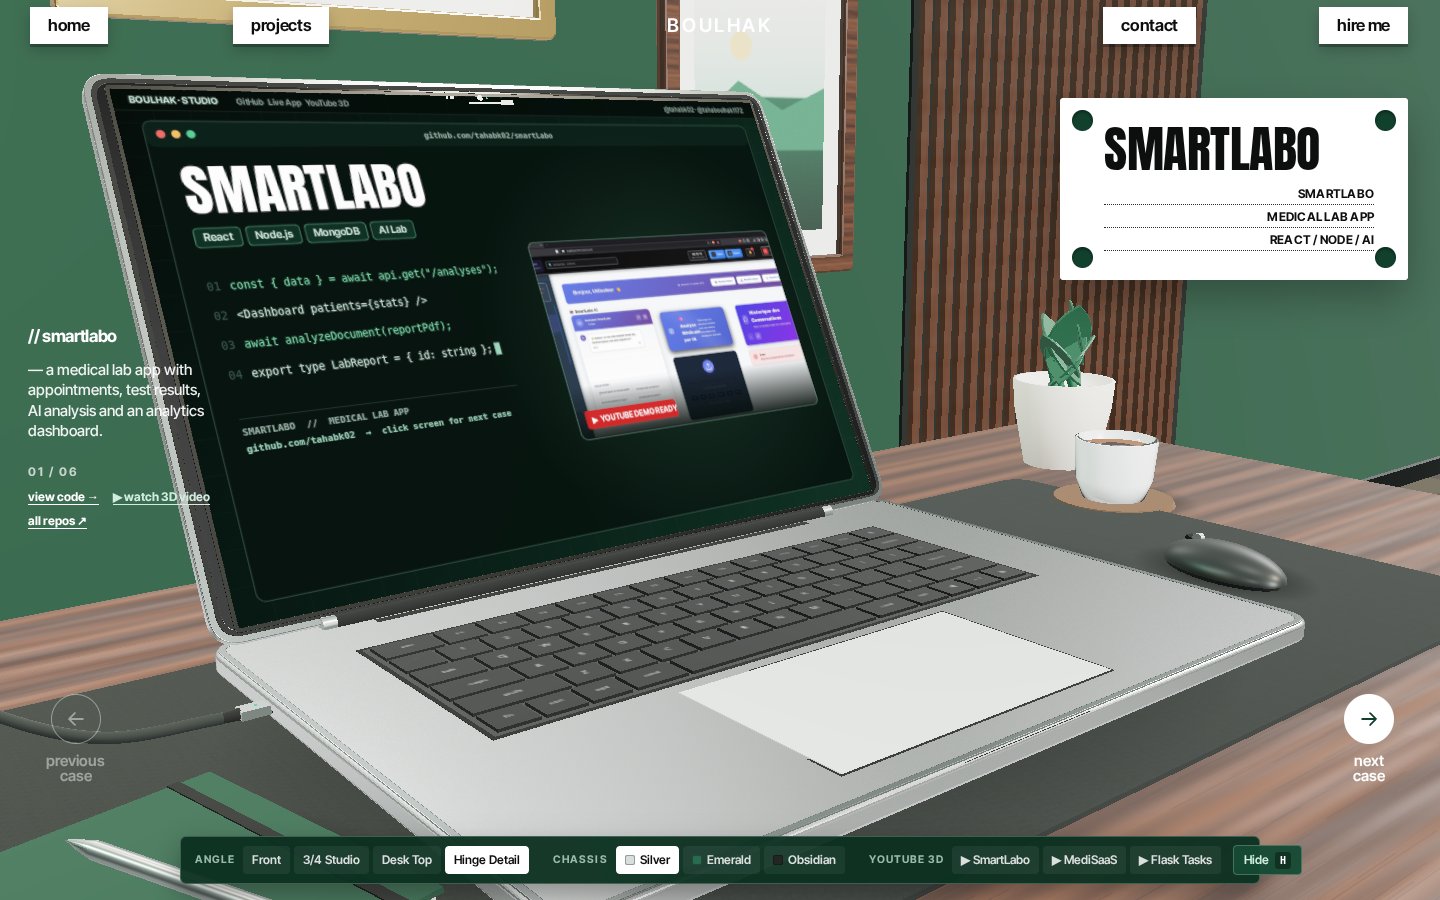 home
projects
BOULHAK
contact
hire me
BOULHAK·STUDIO GitHub Live App YouTube 3D
github.com/tahabk02/smartLabo
SMARTLABO
React Node.js MongoDB AI Lab
01 const { data } = await api.get("/analyses");
02 <Dashboard patients={stats} />
03 await analyzeDocument(reportPdf);
04 export type LabReport = { id: string };
SMARTLABO // MEDICAL LAB APP
github.com/tahabk02 → click screen for next case
Bonjour, Utilisateur
▶ YOUTUBE DEMO READY
SMARTLABO
SMARTLABO
MEDICAL LAB APP
REACT / NODE / AI
// smartlabo
— a medical lab app with
appointments, test results,
AI analysis and an analytics
dashboard.
01 / 06
view code →
▶ watch 3D video
all repos ↗
previous
case
next
case
ANGLE Front 3/4 Studio Desk Top Hinge Detail CHASSIS Silver Emerald Obsidian YOUTUBE 3D ▶ SmartLabo ▶ MediSaaS ▶ Flask Tasks Hide H